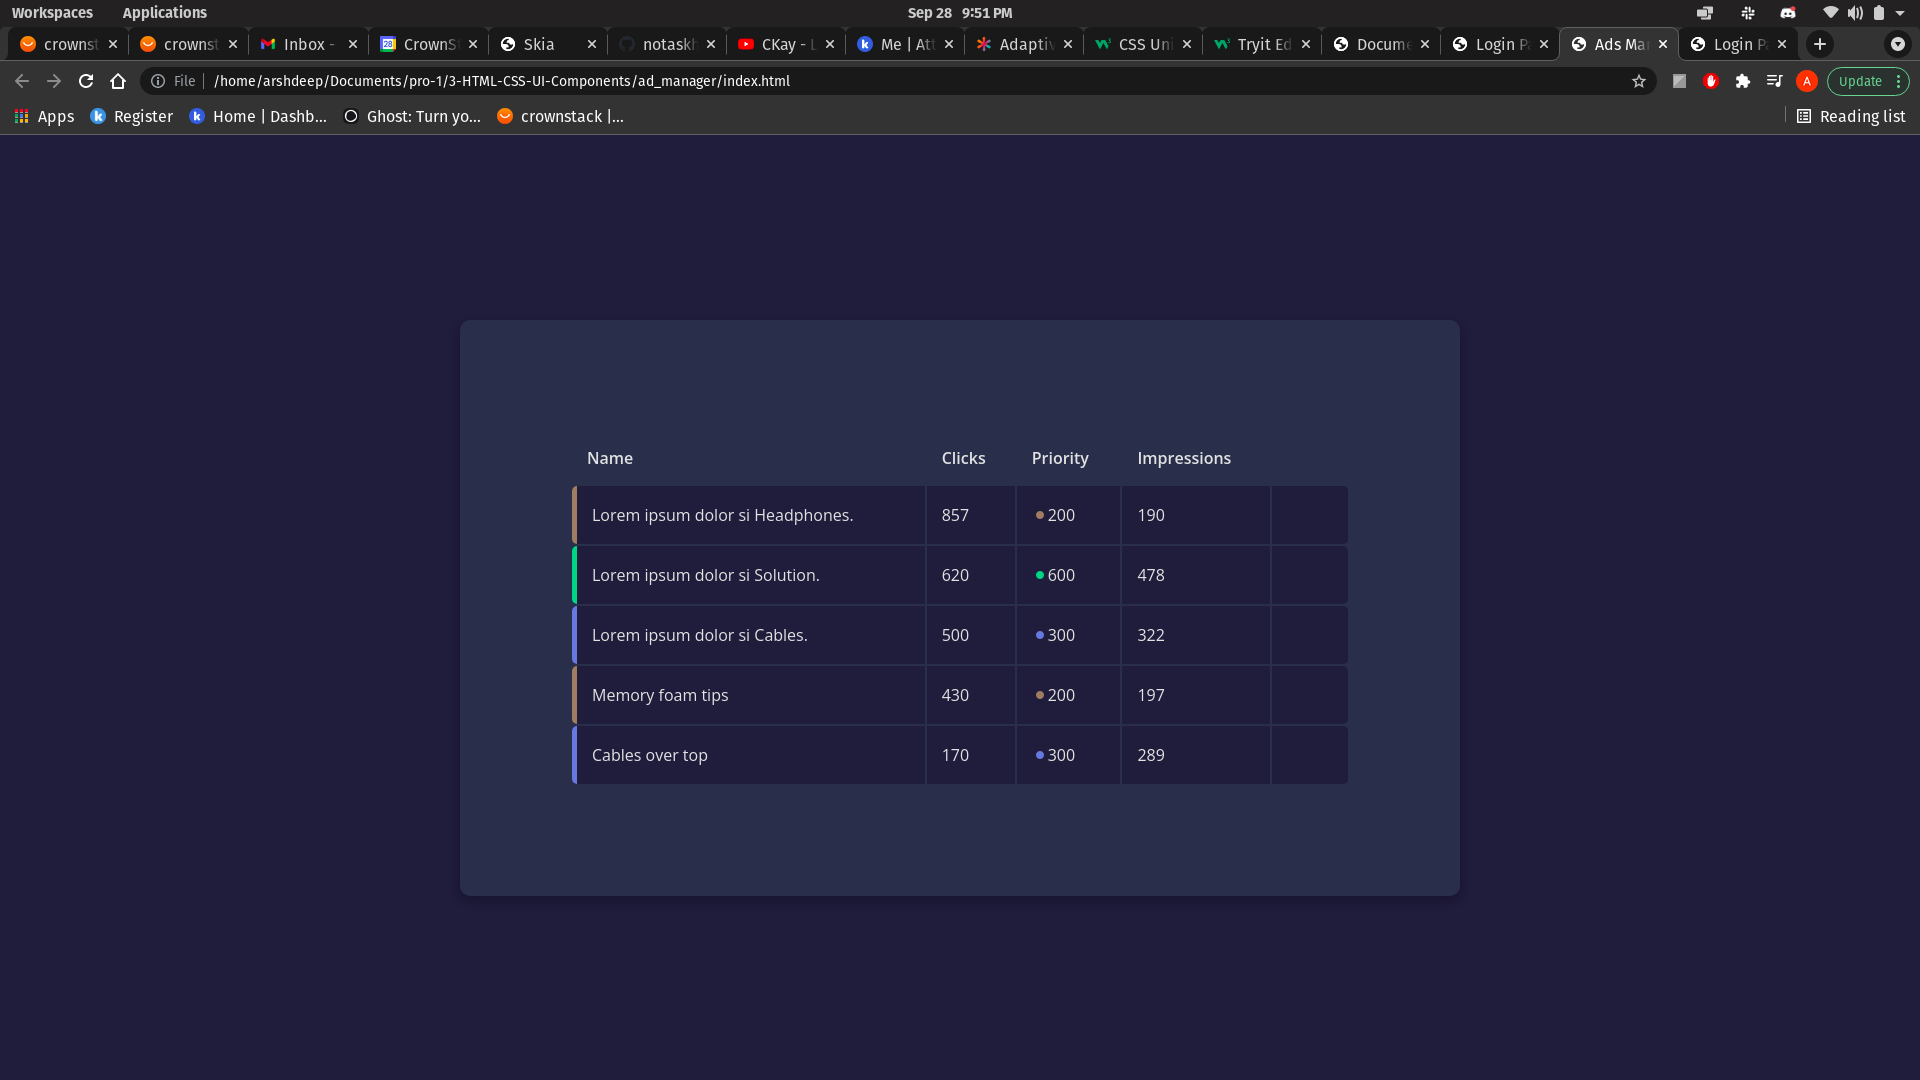 Workspaces Applications Sep 28 9:51 PM
crownst crownst Inbox - CrownS Skia notaskh CKay - L Me | Att Adaptiv CSS Uni Tryit Ed Docume Login Pa Ads Mar Login Pa
File /home/arshdeep/Documents/pro-1/3-HTML-CSS-UI-Components/ad_manager/index.html A Update
Apps Register Home | Dashb... Ghost: Turn yo... crownstack |... Reading list
Name Clicks Priority Impressions
Lorem ipsum dolor si Headphones. 857 200 190
Lorem ipsum dolor si Solution. 620 600 478
Lorem ipsum dolor si Cables. 500 300 322
Memory foam tips 430 200 197
Cables over top 170 300 289